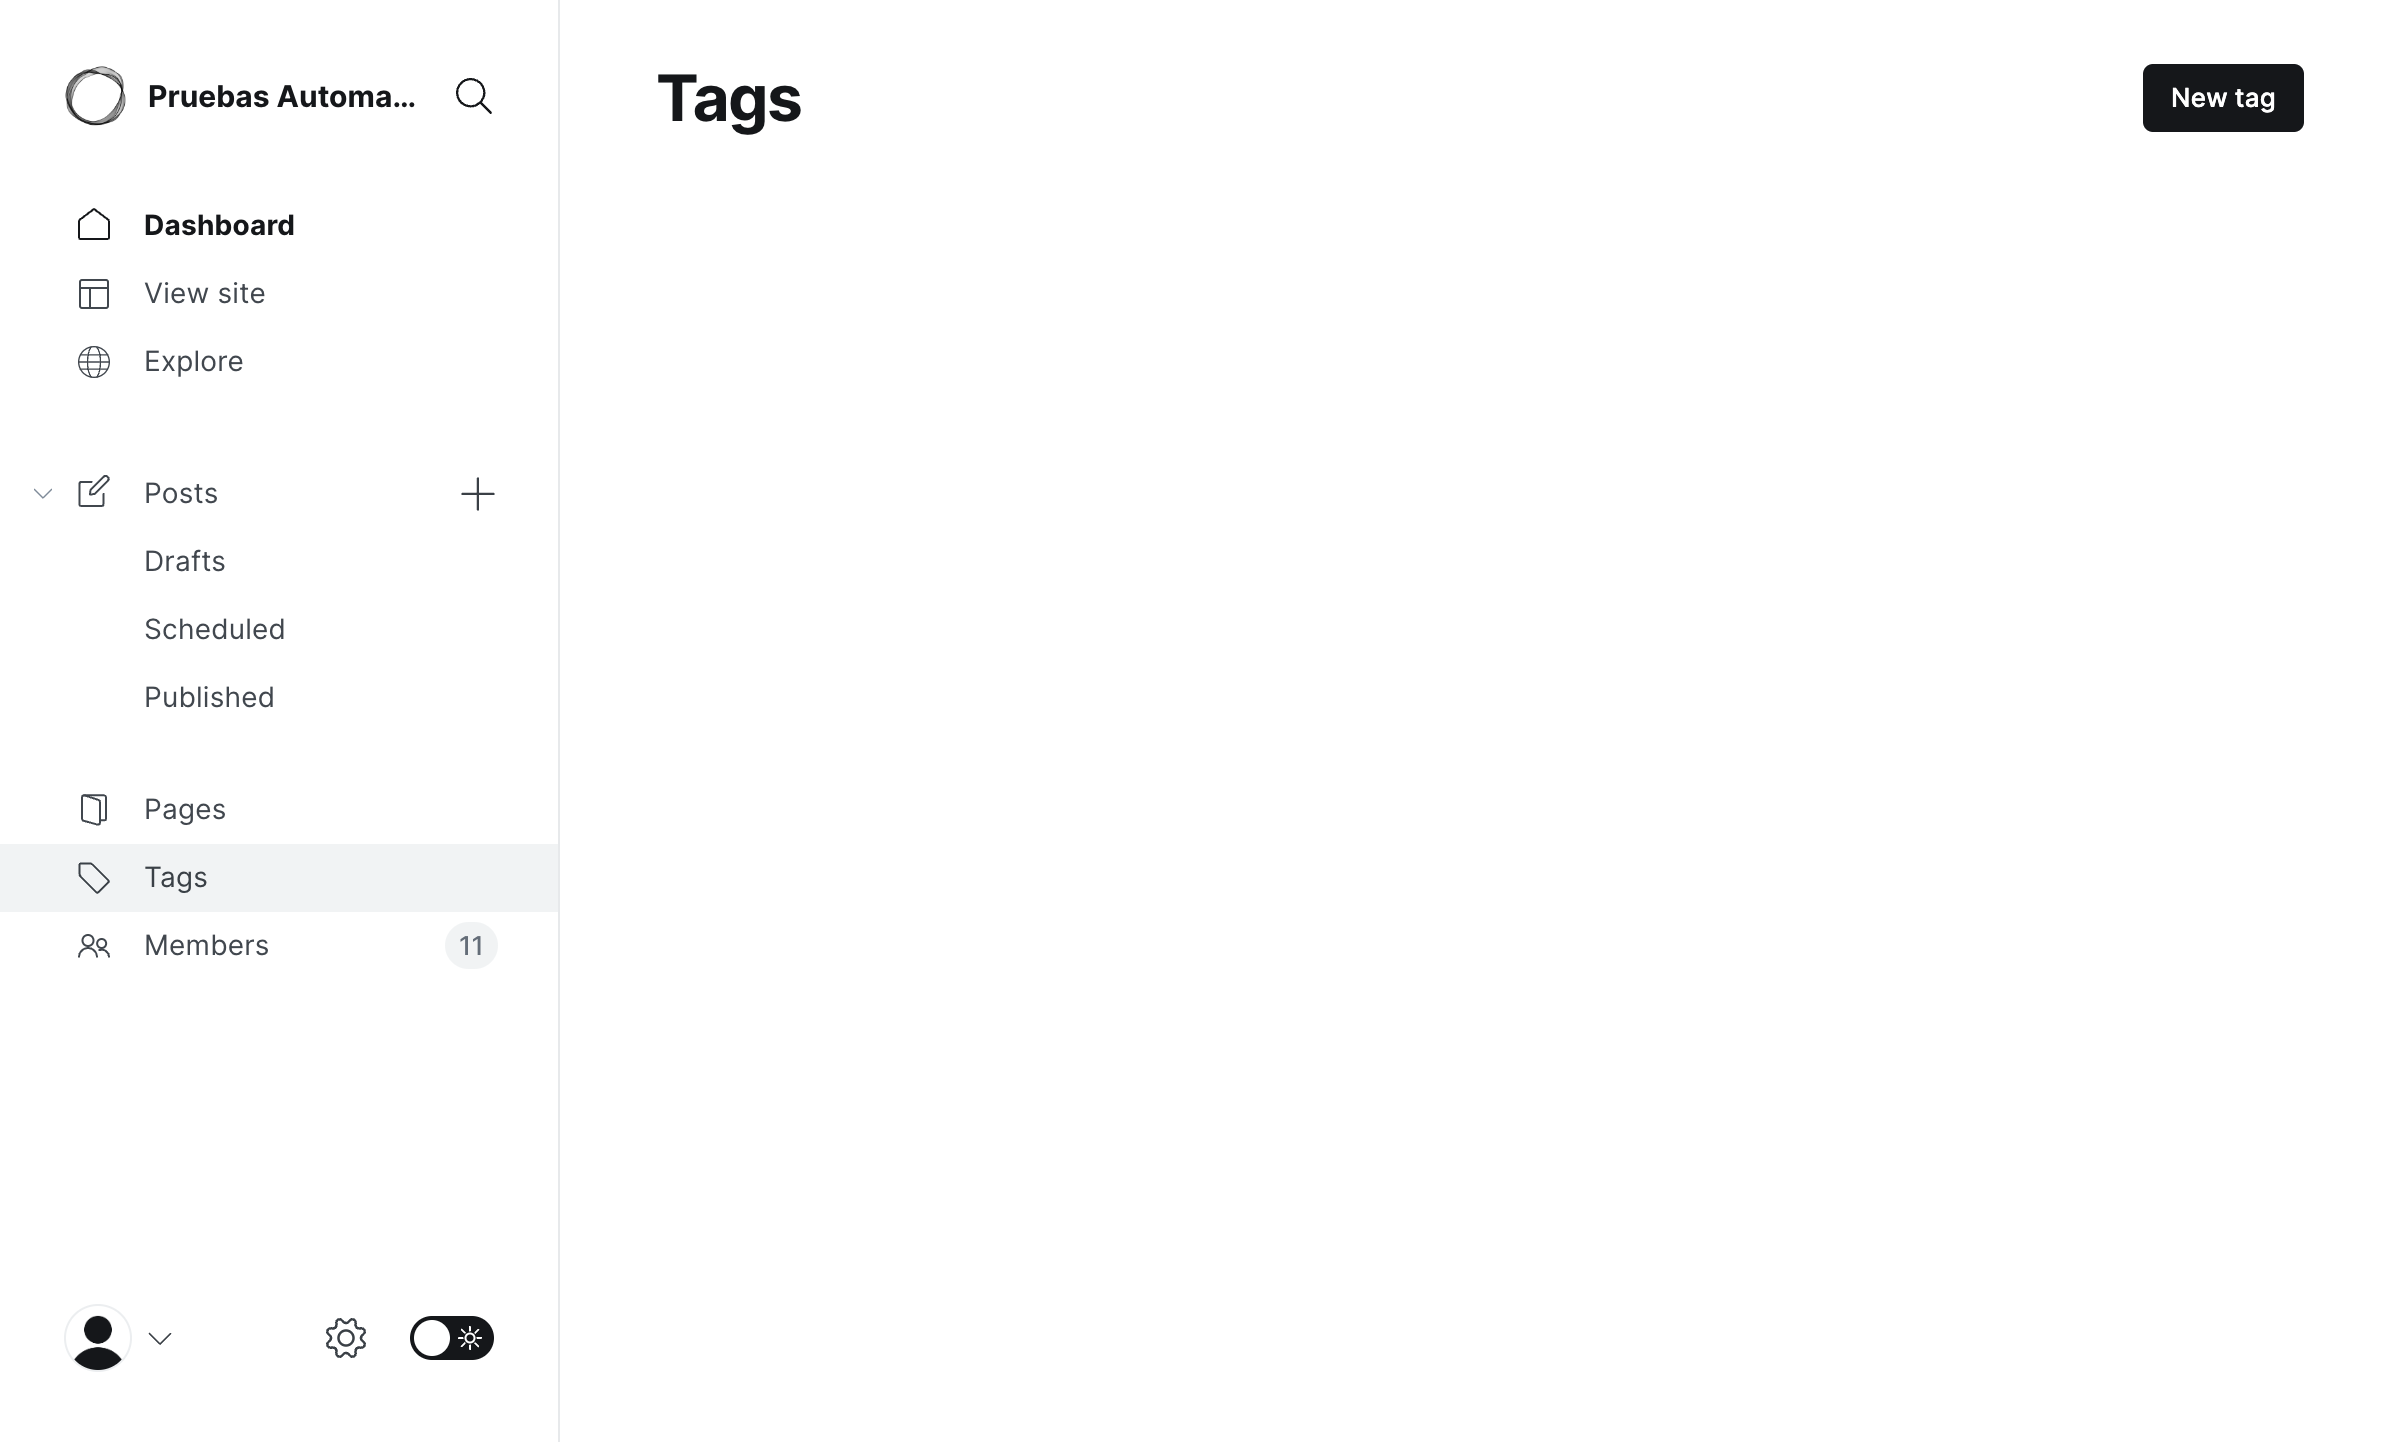 Pruebas Automa...
Dashboard
View site
Explore
Posts
Drafts
Scheduled
Published
Pages
Tags
Members 11
Tags
New tag